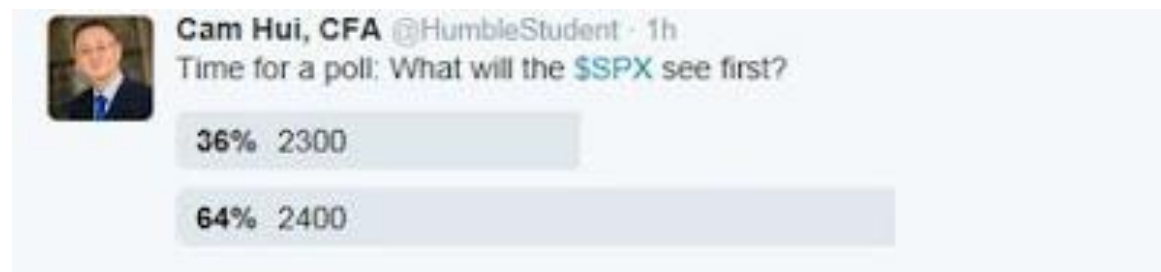 Cam Hui, CFA @HumbleStudent · 1h
Time for a poll: What will the $SPX see first?
36% 2300
64% 2400